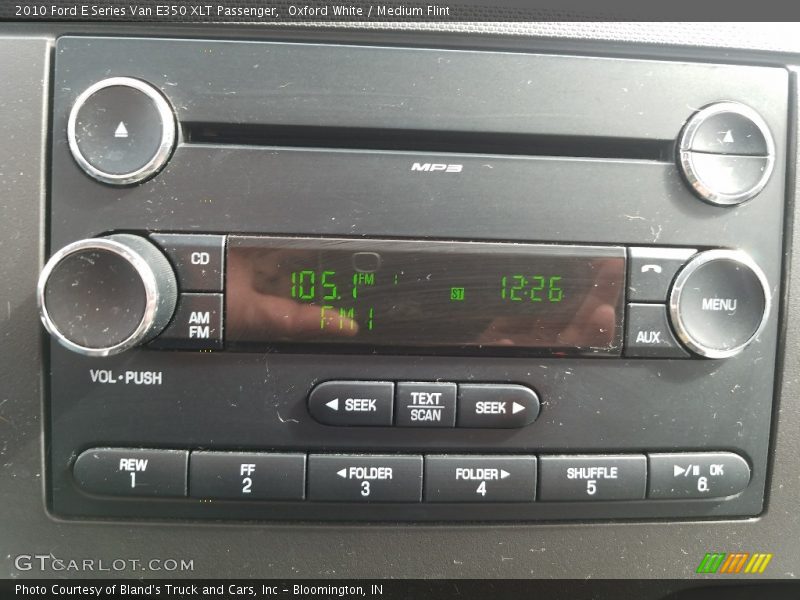 2010 Ford E Series Van E350 XLT Passenger,  Oxford White / Medium Flint
MP3
CD
105.1 FM 1
ST
12:26
MENU
AM
FM
FM1
AUX
VOL•PUSH
◄ SEEK
TEXT
SCAN
SEEK ►
REW
1
FF
2
◄FOLDER
3
FOLDER►
4
SHUFFLE
5
►/II OK
6
GTCARLOT.COM
Photo Courtesy of Bland's Truck and Cars, Inc – Bloomington, IN